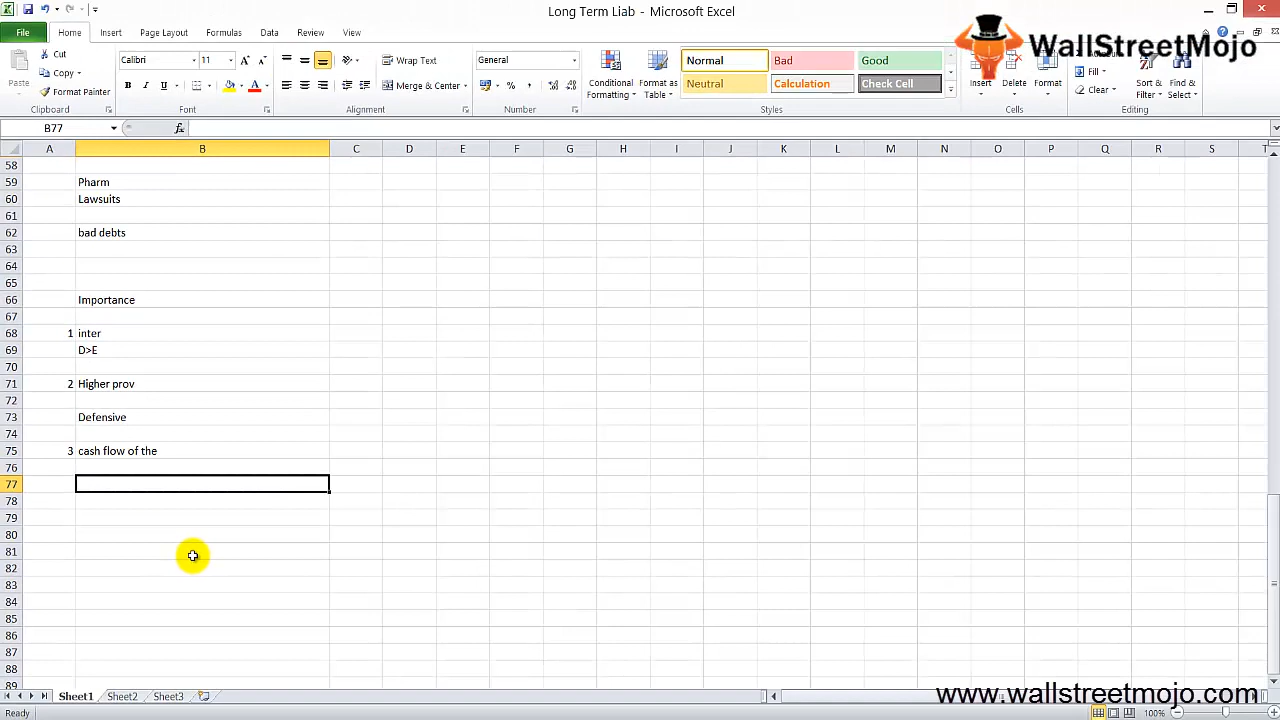 Long Term Liab - Microsoft Excel
WallStreetMojo
File Home Insert Page Layout Formulas Data Review View
Paste
Cut
Copy
Format Painter
Clipboard
Calibri 11
B I U
Font
Wrap Text
Merge & Center
Alignment
General
$ % ,
Number
Conditional Formatting
Format as Table
Normal Bad Good
Neutral Calculation Check Cell
Styles
Insert Delete Format
Cells
Fill
Clear
Sort & Filter
Find & Select
Editing
B77 fx
A B C D E F G H I J K L M N O P Q R S T
58
59 Pharm
60 Lawsuits
61
62 bad debts
63
64
65
66 Importance
67
68 1 inter
69 D>E
70
71 2 Higher prov
72
73 Defensive
74
75 3 cash flow of the
76
77
78
79
80
81
82
83
84
85
86
87
88
89
Sheet1 Sheet2 Sheet3
www.wallstreetmojo.com
Ready 100%